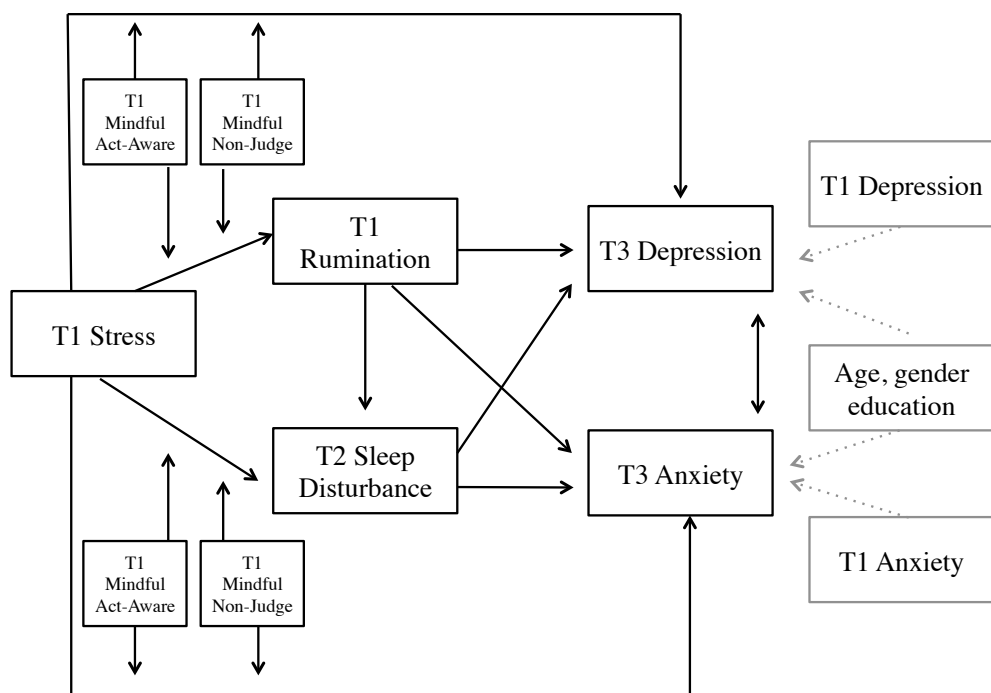 T1
Mindful
Act-Aware
T1
Mindful
Non-Judge
T1 Depression
T1
Rumination
T3 Depression
T1 Stress
Age, gender
education
T2 Sleep
Disturbance
T3 Anxiety
T1
Mindful
Act-Aware
T1
Mindful
Non-Judge
T1 Anxiety